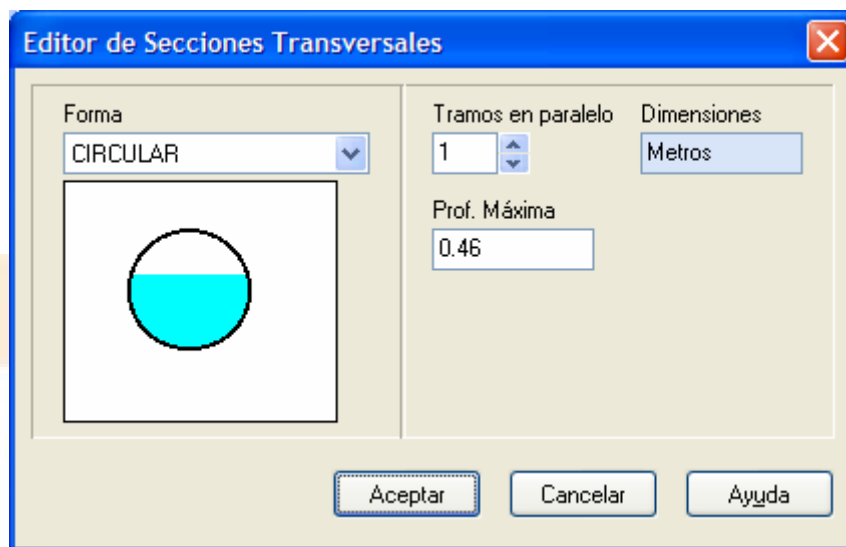 Editor de Secciones Transversales
Forma
CIRCULAR
Tramos en paralelo
1
Dimensiones
Metros
Prof. Máxima
0.46
Aceptar
Cancelar
Ayuda